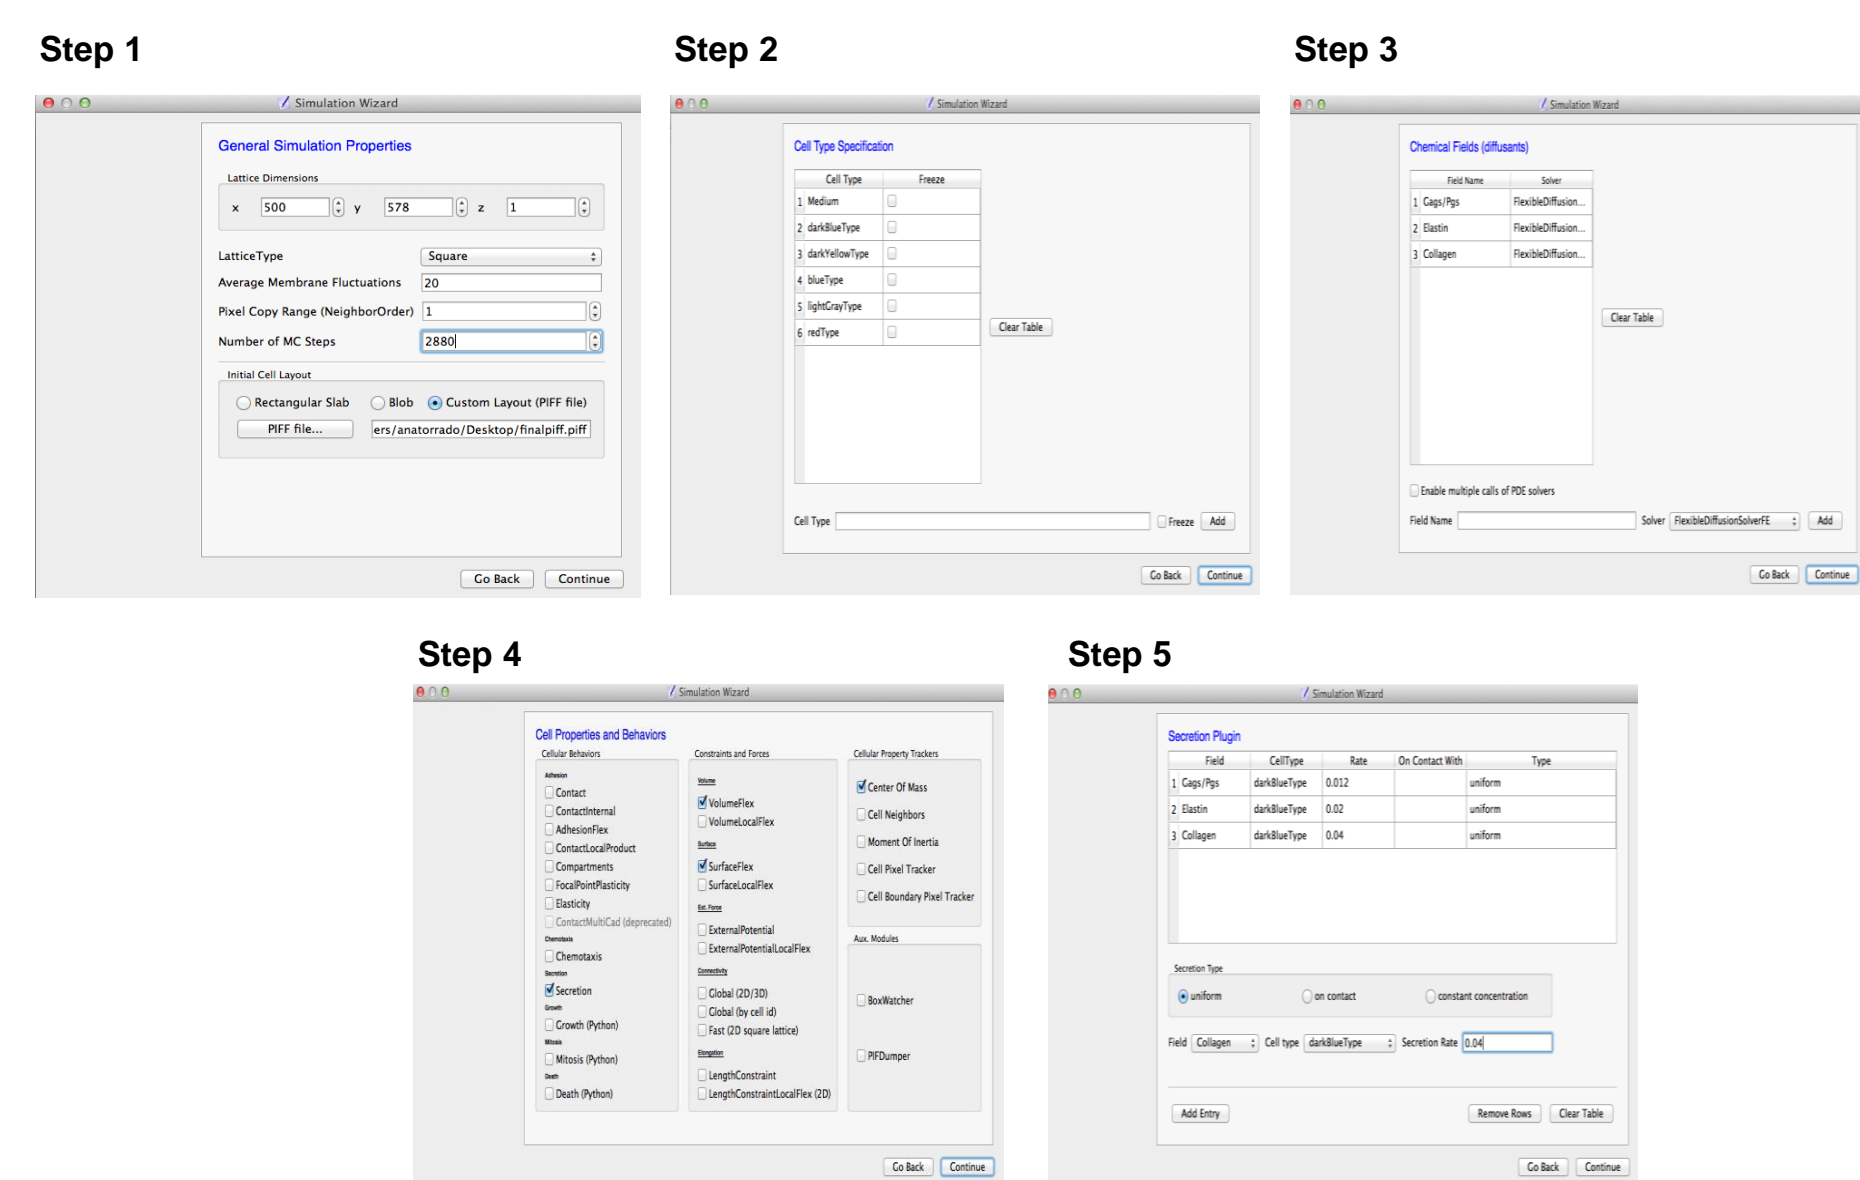 Step 1
Simulation Wizard
General Simulation Properties
Lattice Dimensions
x 500 y 578 z 1
LatticeType Square
Average Membrane Fluctuations 20
Pixel Copy Range (NeighborOrder) 1
Number of MC Steps 2880
Initial Cell Layout
Rectangular Slab Blob Custom Layout (PIFF file)
PIFF file... ers/anatorrado/Desktop/finalpiff.piff
Go Back Continue
Step 2
Simulation Wizard
Cell Type Specification
Cell Type Freeze
1 Medium
2 darkBlueType
3 darkYellowType
4 blueType
5 lightGrayType
6 redType
Clear Table
Cell Type Freeze Add
Go Back Continue
Step 3
Simulation Wizard
Chemical Fields (diffusants)
Field Name Solver
1 Gags/Pgs FlexibleDiffusion...
2 Elastin FlexibleDiffusion...
3 Collagen FlexibleDiffusion...
Clear Table
Enable multiple calls of PDE solvers
Field Name Solver FlexibleDiffusionSolverFE Add
Go Back Continue
Step 4
Simulation Wizard
Cell Properties and Behaviors
Cellular Behaviors
Adhesion
Contact
ContactInternal
AdhesionFlex
ContactLocalProduct
Compartments
FocalPointPlasticity
Elasticity
ContactMultiCad (deprecated)
Chemotaxis
Chemotaxis
Secretion
Secretion
Growth
Growth (Python)
Mitosis
Mitosis (Python)
Death
Death (Python)
Constraints and Forces
Volume
VolumeFlex
VolumeLocalFlex
Surface
SurfaceFlex
SurfaceLocalFlex
Ext. Force
ExternalPotential
ExternalPotentialLocalFlex
Connectivity
Global (2D/3D)
Global (by cell id)
Fast (2D square lattice)
Elongation
LengthConstraint
LengthConstraintLocalFlex (2D)
Cellular Property Trackers
Center Of Mass
Cell Neighbors
Moment Of Inertia
Cell Pixel Tracker
Cell Boundary Pixel Tracker
Aux. Modules
BoxWatcher
PIFDumper
Go Back Continue
Step 5
Simulation Wizard
Secretion Plugin
Field CellType Rate On Contact With Type
1 Gags/Pgs darkBlueType 0.012 uniform
2 Elastin darkBlueType 0.02 uniform
3 Collagen darkBlueType 0.04 uniform
Secretion Type
uniform on contact constant concentration
Field Collagen Cell type darkBlueType Secretion Rate 0.04
Add Entry Remove Rows Clear Table
Go Back Continue